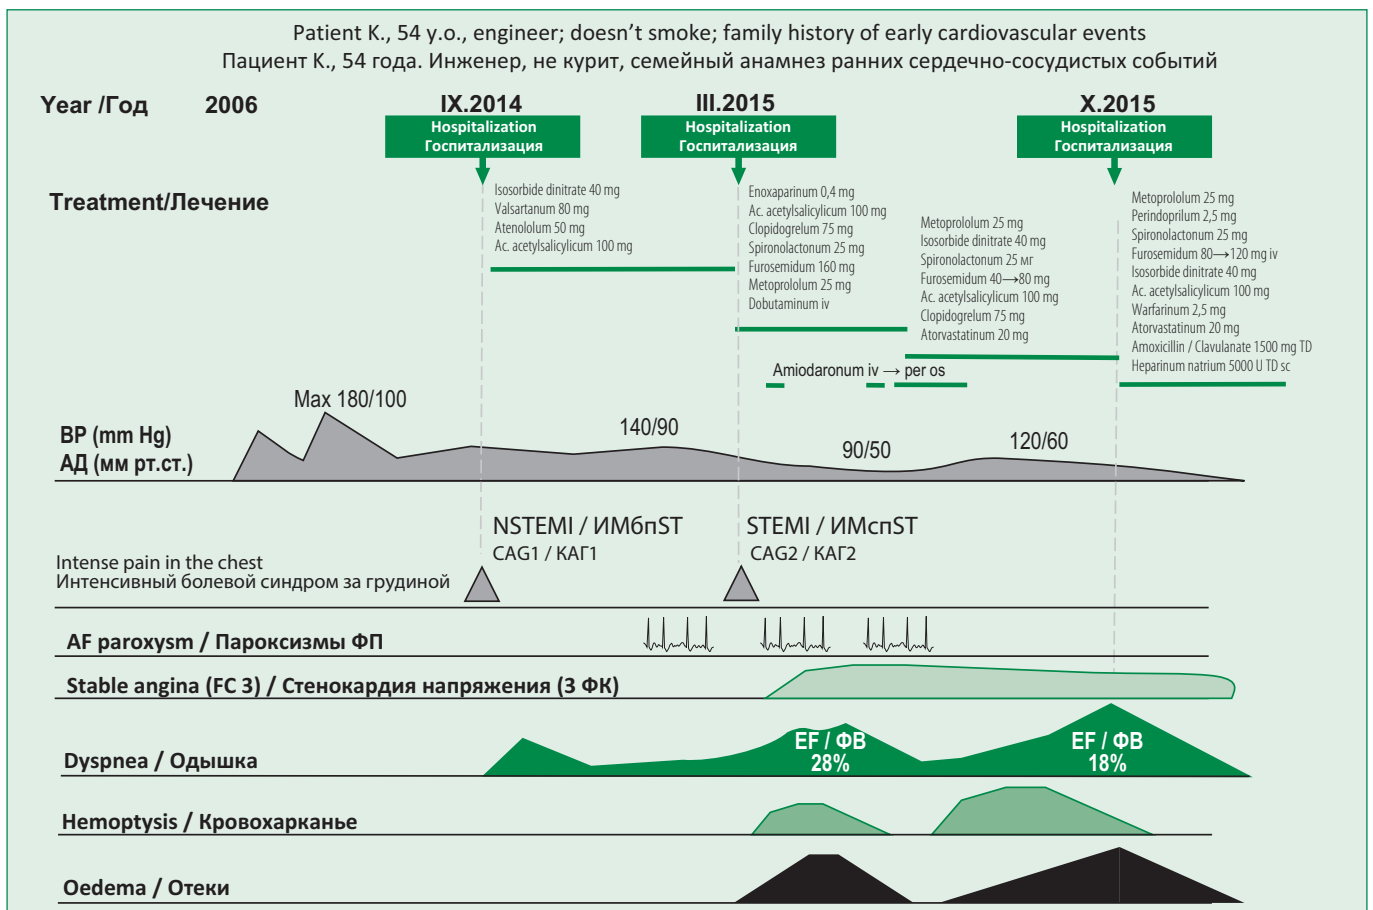 Patient K., 54 y.o., engineer; doesn’t smoke; family history of early cardiovascular events
Пациент К., 54 года. Инженер, не курит, семейный анамнез ранних сердечно-сосудистых событий
Year /Год 2006 IX.2014 III.2015 X.2015
Hospitalization
Госпитализация
Hospitalization
Госпитализация
Hospitalization
Госпитализация
Treatment/Лечение
Isosorbide dinitrate 40 mg
Valsartanum 80 mg
Atenololum 50 mg
Ac. acetylsalicylicum 100 mg
Enoxaparinum 0,4 mg
Ac. acetylsalicylicum 100 mg
Clopidogrelum 75 mg
Spironolactonum 25 mg
Furosemidum 160 mg
Metoprololum 25 mg
Dobutaminum iv
Metoprololum 25 mg
Isosorbide dinitrate 40 mg
Spironolactonum 25 мг
Furosemidum 40→80 mg
Ac. acetylsalicylicum 100 mg
Clopidogrelum 75 mg
Atorvastatinum 20 mg
Metoprololum 25 mg
Perindoprilum 2,5 mg
Spironolactonum 25 mg
Furosemidum 80→120 mg iv
Isosorbide dinitrate 40 mg
Ac. acetylsalicylicum 100 mg
Warfarinum 2,5 mg
Atorvastatinum 20 mg
Amoxicillin / Clavulanate 1500 mg TD
Heparinum natrium 5000 U TD sc
Amiodaronum iv → per os
BP (mm Hg)
АД (мм рт.ст.)
Max 180/100
140/90
90/50
120/60
NSTEMI / ИМбпST
CAG1 / КАГ1
STEMI / ИМспST
CAG2 / КАГ2
Intense pain in the chest
Интенсивный болевой синдром за грудиной
AF paroxysm / Пароксизмы ФП
Stable angina (FC 3) / Стенокардия напряжения (3 ФК)
Dyspnea / Одышка
EF / ФВ
28%
EF / ФВ
18%
Hemoptysis / Кровохарканье
Oedema / Отеки